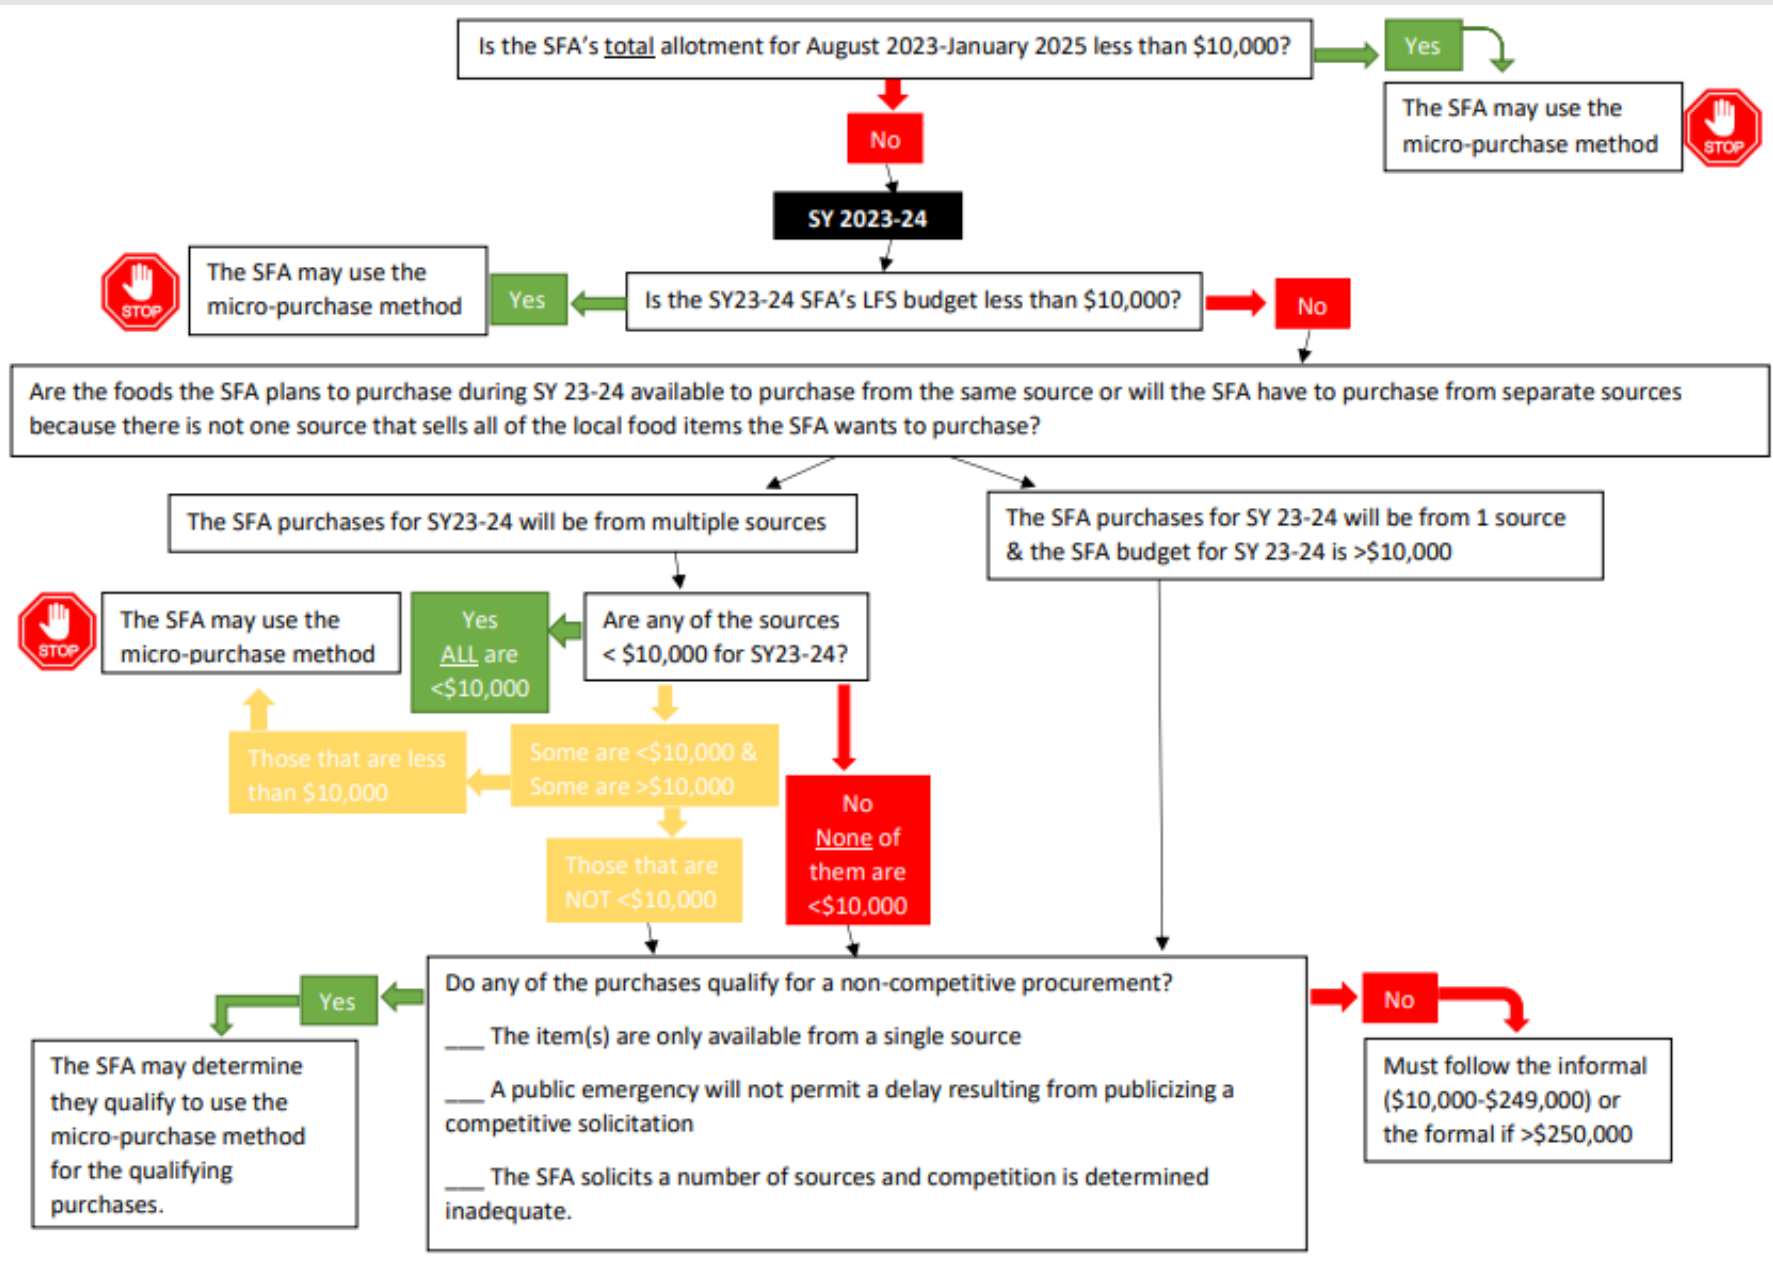 Is the SFA's total allotment for August 2023-January 2025 less than $10,000?
Yes
The SFA may use the
micro-purchase method
STOP
No
SY 2023-24
STOP
The SFA may use the
micro-purchase method
Yes
Is the SY23-24 SFA's LFS budget less than $10,000?
No
Are the foods the SFA plans to purchase during SY 23-24 available to purchase from the same source or will the SFA have to purchase from separate sources
because there is not one source that sells all of the local food items the SFA wants to purchase?
The SFA purchases for SY23-24 will be from multiple sources
The SFA purchases for SY 23-24 will be from 1 source
& the SFA budget for SY 23-24 is >$10,000
STOP
The SFA may use the
micro-purchase method
Yes
ALL are
<$10,000
Are any of the sources
< $10,000 for SY23-24?
Those that are less
than $10,000
Some are <$10,000 &
Some are >$10,000
No
None of
them are
<$10,000
Those that are
NOT <$10,000
Yes
Do any of the purchases qualify for a non-competitive procurement?
___ The item(s) are only available from a single source
___ A public emergency will not permit a delay resulting from publicizing a
competitive solicitation
___ The SFA solicits a number of sources and competition is determined
inadequate.
No
The SFA may determine
they qualify to use the
micro-purchase method
for the qualifying
purchases.
Must follow the informal
($10,000-$249,000) or
the formal if >$250,000